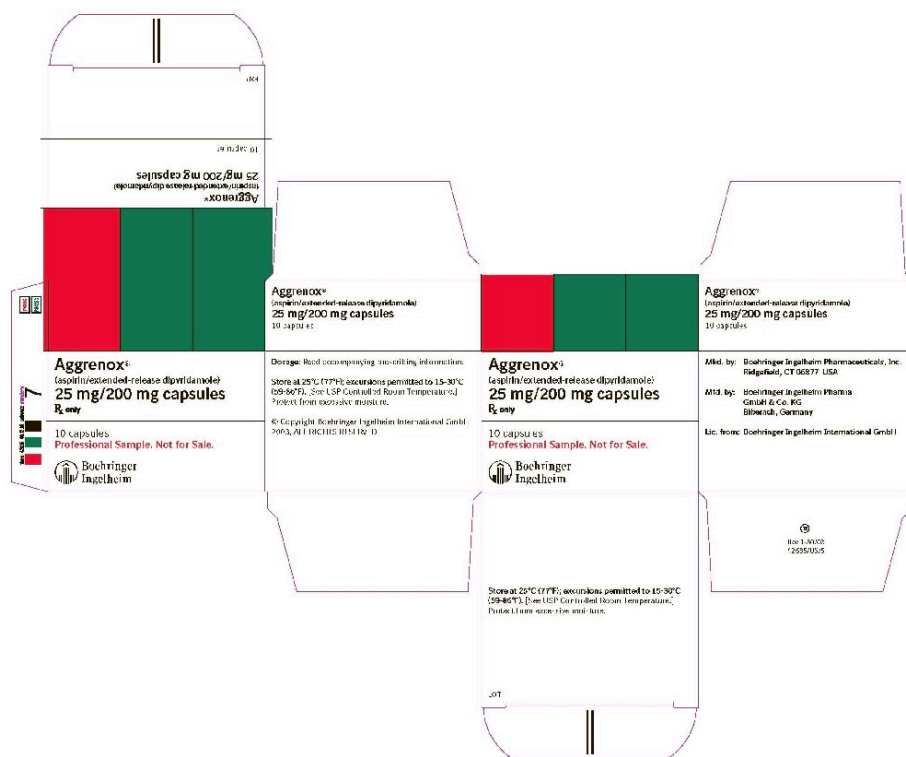 EXP
10 capsules
25 mg/200 mg capsules
(aspirin/extended-release dipyridamole)
Aggrenox®
Aggrenox®
(aspirin/extended-release dipyridamole)
25 mg/200 mg capsules
Rx only
10 capsules
Professional Sample. Not for Sale.
Boehringer
Ingelheim
Aggrenox®
(aspirin/extended-release dipyridamole)
25 mg/200 mg capsules
10 capsules
Dosage: Read accompanying prescribing information.
Store at 25°C (77°F); excursions permitted to 15-30°C
(59-86°F). [See USP Controlled Room Temperature.]
Protect from excessive moisture.
© Copyright Boehringer Ingelheim International GmbH
2003, ALL RIGHTS RESERVED
Aggrenox®
(aspirin/extended-release dipyridamole)
25 mg/200 mg capsules
Rx only
10 capsules
Professional Sample. Not for Sale.
Boehringer
Ingelheim
Store at 25°C (77°F); excursions permitted to 15-30°C
(59-86°F). [See USP Controlled Room Temperature.]
Protect from excessive moisture.
LOT
Aggrenox®
(aspirin/extended-release dipyridamole)
25 mg/200 mg capsules
10 capsules
Mkd. by: Boehringer Ingelheim Pharmaceuticals, Inc.
Ridgefield, CT 06877 USA
Mfd. by: Boehringer Ingelheim Pharma
GmbH & Co. KG
Biberach, Germany
Lic. from: Boehringer Ingelheim International GmbH
7